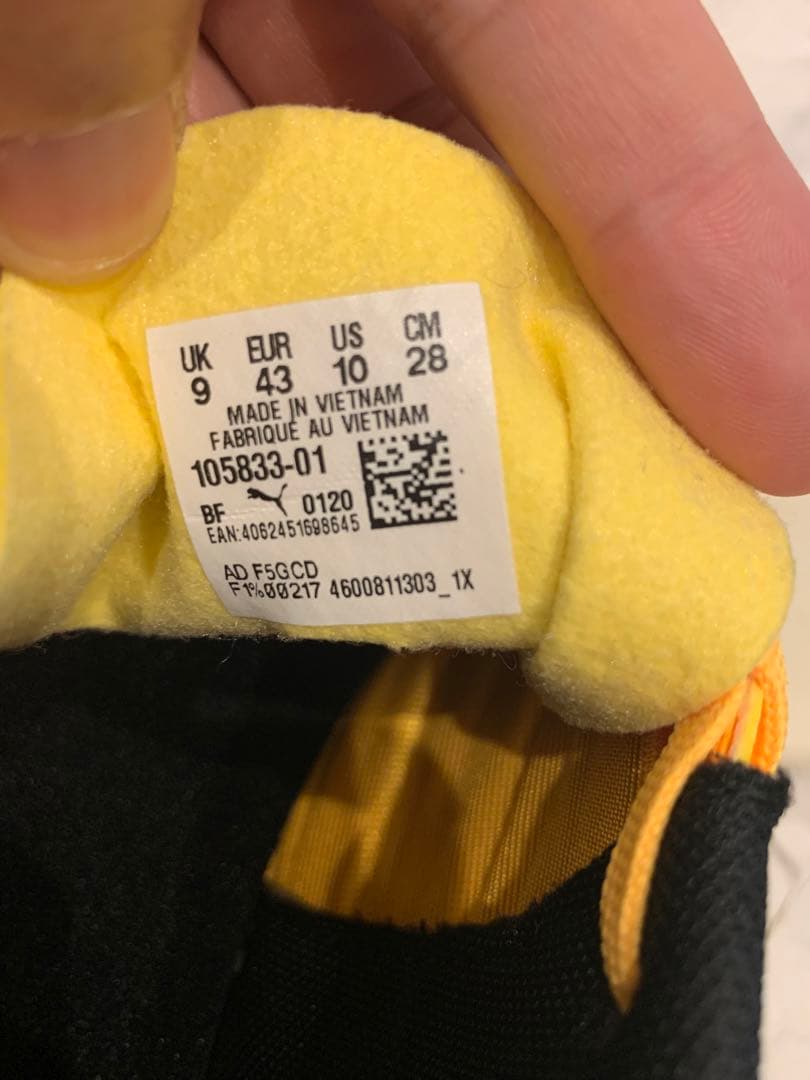 UK EUR US CM
9 43 10 28
MADE IN VIETNAM
FABRIQUE AU VIETNAM
105833-01
BF 0120
EAN:4062451698645
AD F5GCD
F1%00217 4600811303_1X